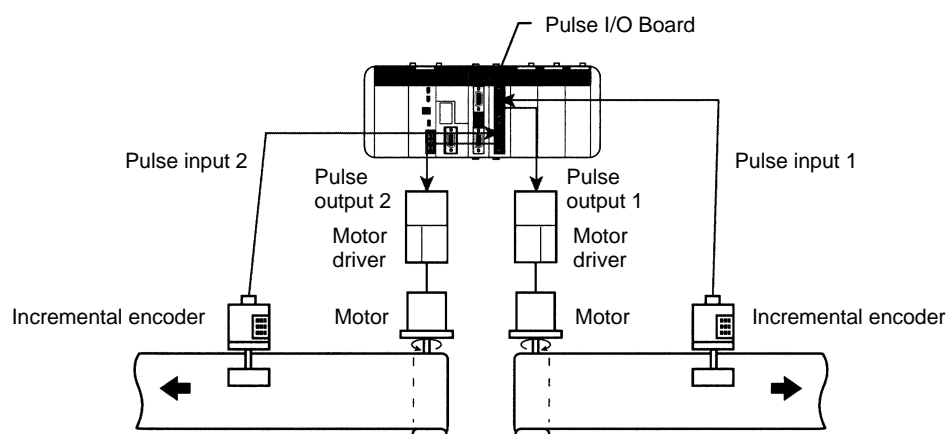 Pulse I/O Board
Pulse input 2
Pulse input 1
Pulse
output 2
Pulse
output 1
Motor
driver
Motor
driver
Incremental encoder
Motor
Motor
Incremental encoder